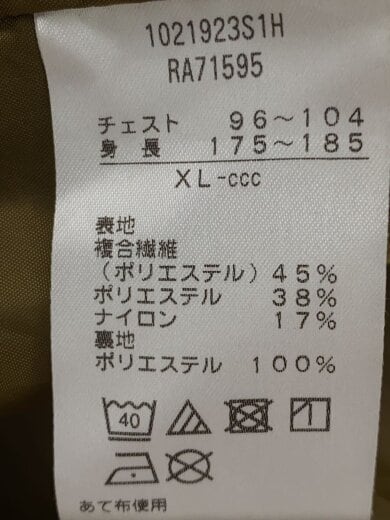 1021923S1H
RA71595
チェスト 96~104
身長 175~185
XL-ccc
表地
複合繊維
(ポリエステル)45%
ポリエステル 38%
ナイロン 17%
裏地
ポリエステル 100%
40
あて布使用